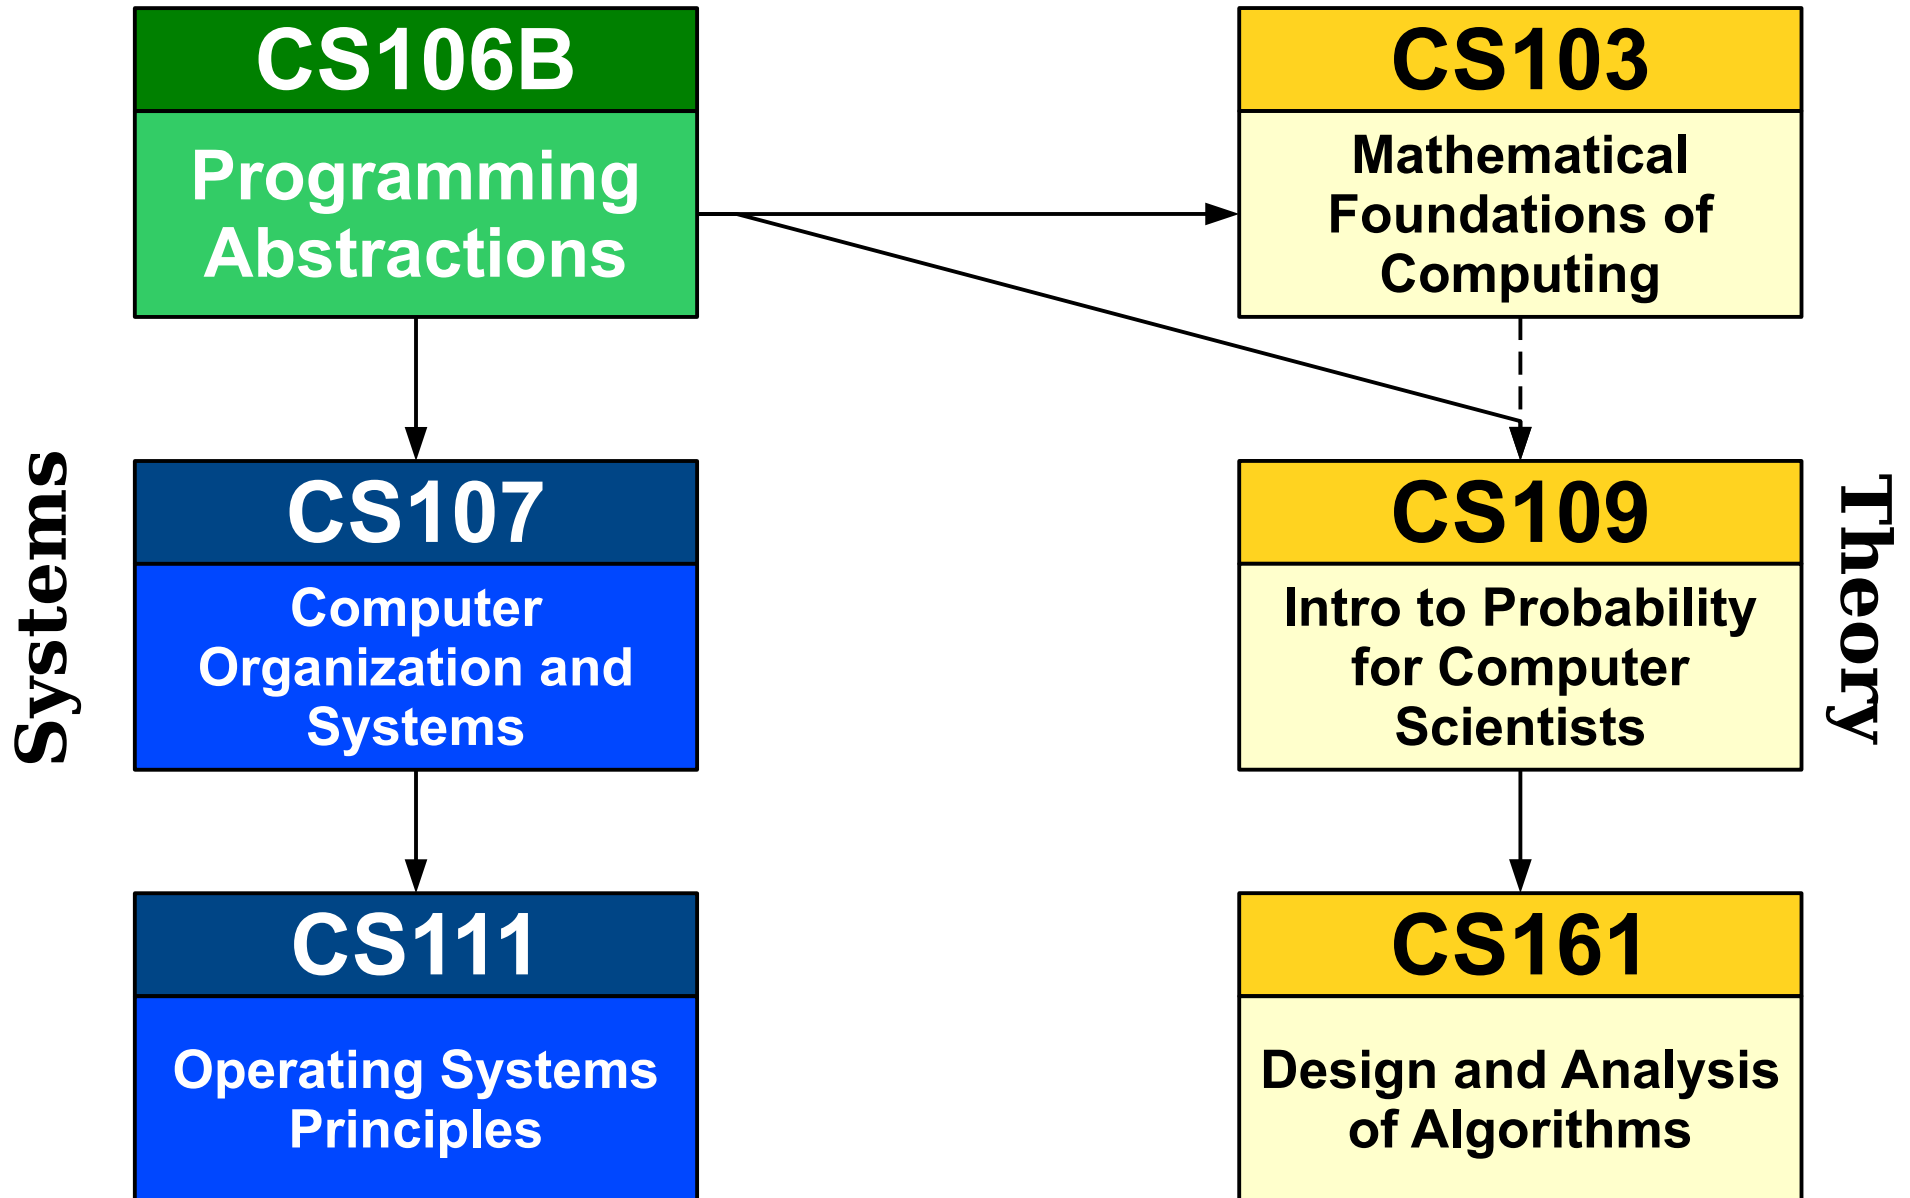 CS106B
Programming
Abstractions
CS103
Mathematical
Foundations of
Computing
Systems
CS107
Computer
Organization and
Systems
CS109
Intro to Probability
for Computer
Scientists
Theory
CS111
Operating Systems
Principles
CS161
Design and Analysis
of Algorithms